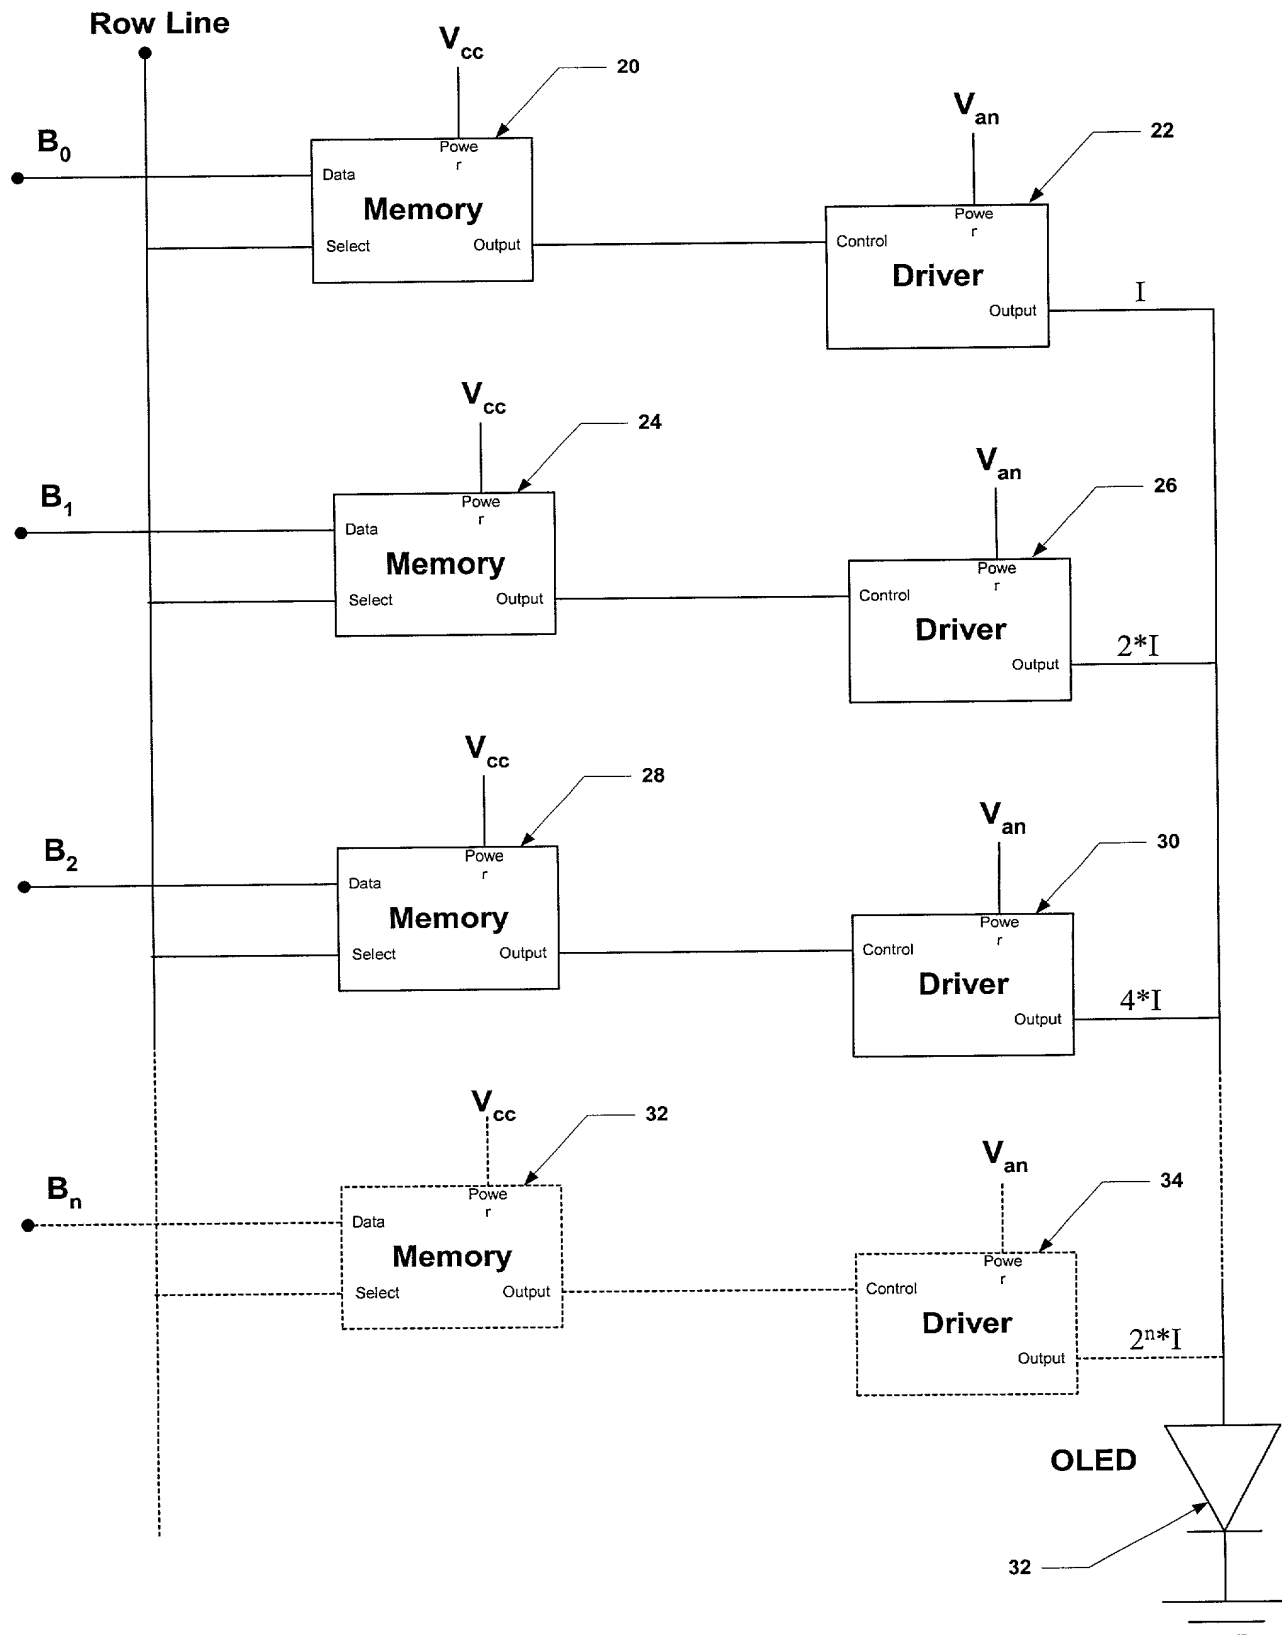 Row Line
Vcc
20
B0
Powe
r
Data
Memory
Select
Output
Van
22
Powe
r
Control
Driver
Output
I
Vcc
24
B1
Powe
r
Data
Memory
Select
Output
Van
26
Powe
r
Control
Driver
Output
2*I
Vcc
28
B2
Powe
r
Data
Memory
Select
Output
Van
30
Powe
r
Control
Driver
Output
4*I
Vcc
32
Bn
Powe
r
Data
Memory
Select
Output
Van
34
Powe
r
Control
Driver
Output
2ⁿ*I
OLED
32